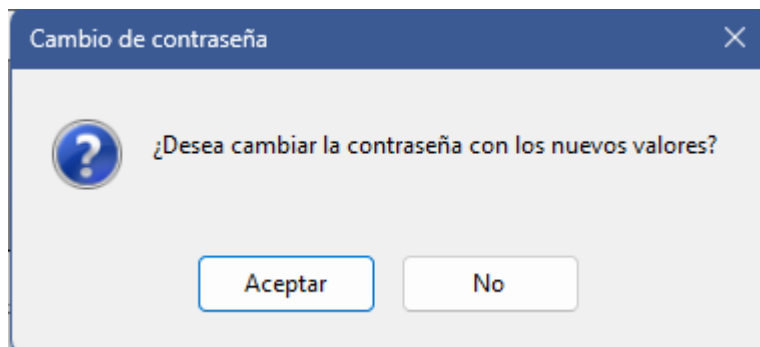 Cambio de contraseña
¿Desea cambiar la contraseña con los nuevos valores?
Aceptar
No